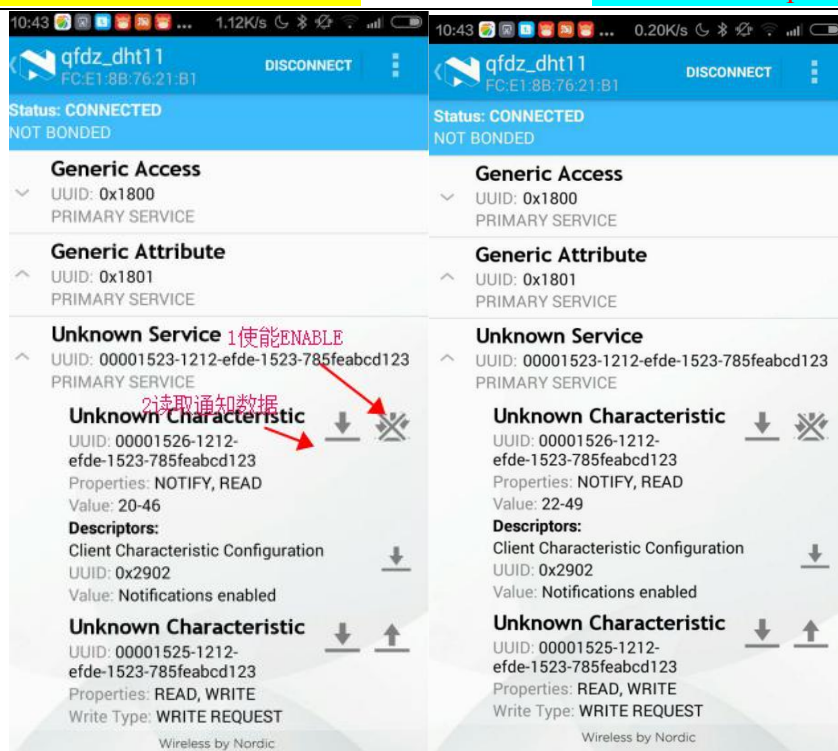 10:43 ... 1.12K/s
qfdz_dht11
FC:E1:8B:76:21:B1
DISCONNECT
Status: CONNECTED
NOT BONDED
Generic Access
UUID: 0x1800
PRIMARY SERVICE
Generic Attribute
UUID: 0x1801
PRIMARY SERVICE
Unknown Service
1使能ENABLE
UUID: 00001523-1212-efde-1523-785feabcd123
PRIMARY SERVICE
2读取通知数据
Unknown Characteristic
UUID: 00001526-1212-
efde-1523-785feabcd123
Properties: NOTIFY, READ
Value: 20-46
Descriptors:
Client Characteristic Configuration
UUID: 0x2902
Value: Notifications enabled
Unknown Characteristic
UUID: 00001525-1212-
efde-1523-785feabcd123
Properties: READ, WRITE
Write Type: WRITE REQUEST
Wireless by Nordic
10:43 ... 0.20K/s
qfdz_dht11
FC:E1:8B:76:21:B1
DISCONNECT
Status: CONNECTED
NOT BONDED
Generic Access
UUID: 0x1800
PRIMARY SERVICE
Generic Attribute
UUID: 0x1801
PRIMARY SERVICE
Unknown Service
UUID: 00001523-1212-efde-1523-785feabcd123
PRIMARY SERVICE
Unknown Characteristic
UUID: 00001526-1212-
efde-1523-785feabcd123
Properties: NOTIFY, READ
Value: 22-49
Descriptors:
Client Characteristic Configuration
UUID: 0x2902
Value: Notifications enabled
Unknown Characteristic
UUID: 00001525-1212-
efde-1523-785feabcd123
Properties: READ, WRITE
Write Type: WRITE REQUEST
Wireless by Nordic